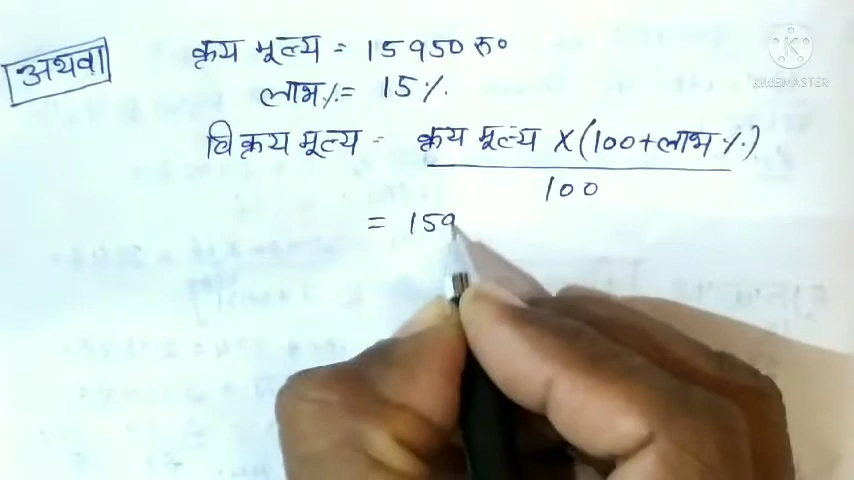 अथवा
क्रय मूल्य = 15950 रु०
लाभ% = 15%.
विक्रय मूल्य = क्रय मूल्य X (100+लाभ%.)
100
= 159
KINEMASTER